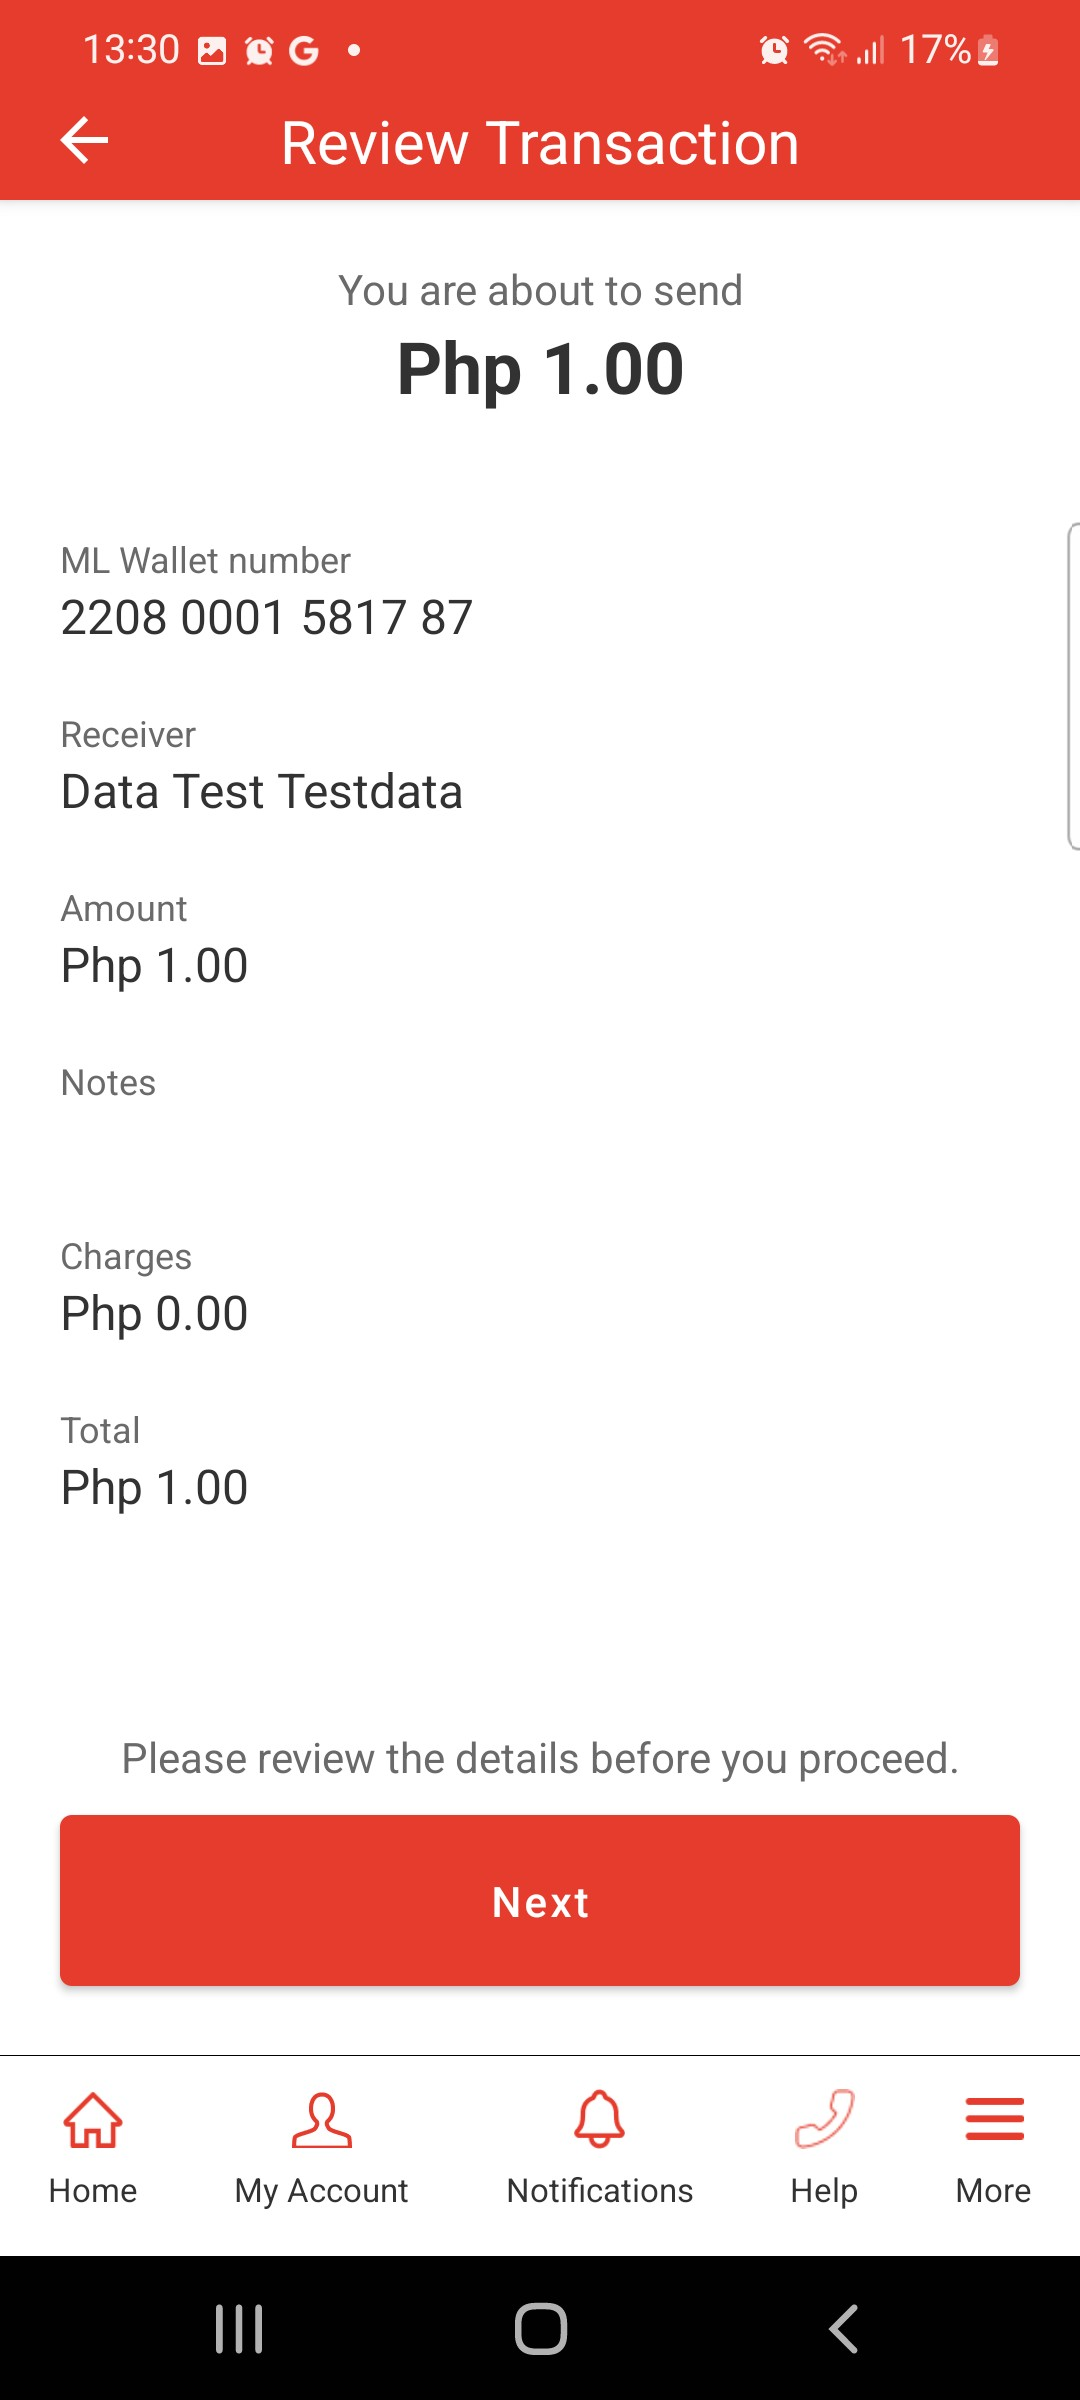 13:30
17%
Review Transaction
You are about to send
Php 1.00
ML Wallet number
2208 0001 5817 87
Receiver
Data Test Testdata
Amount
Php 1.00
Notes
Charges
Php 0.00
Total
Php 1.00
Please review the details before you proceed.
Next
Home
My Account
Notifications
Help
More